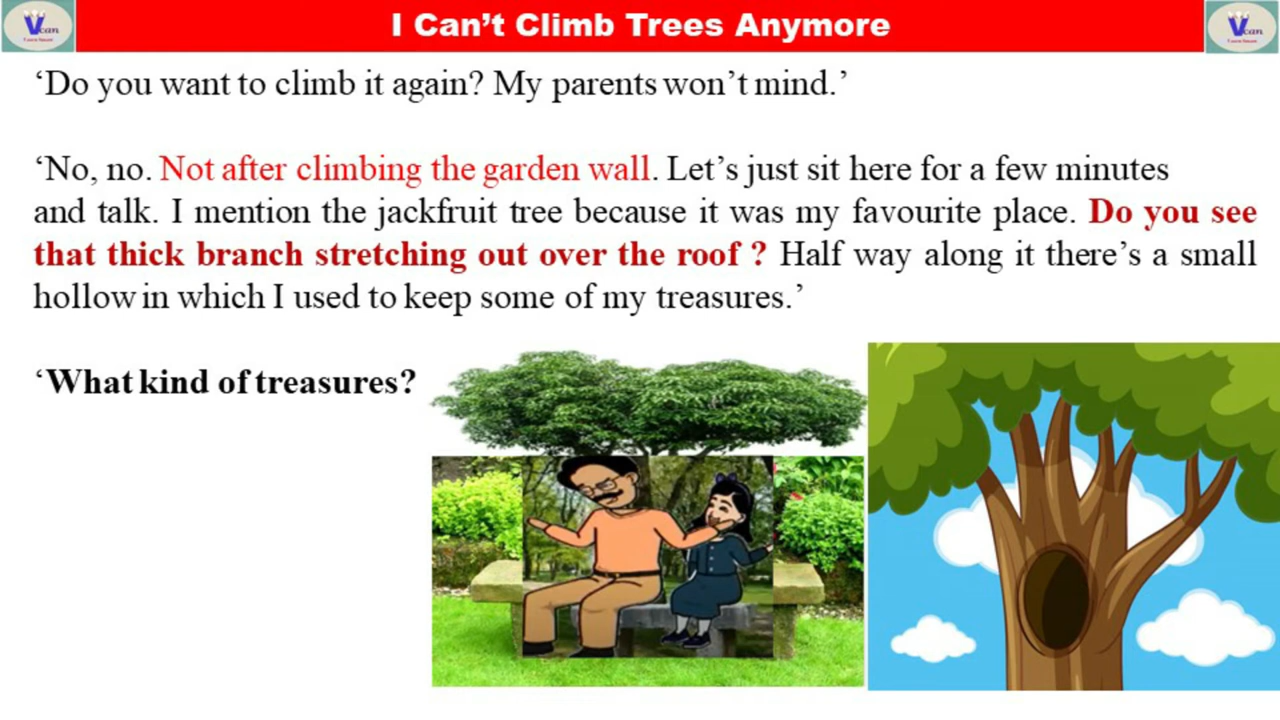 Vcan
I Can’t Climb Trees Anymore
Vcan
‘Do you want to climb it again? My parents won’t mind.’
‘No, no. Not after climbing the garden wall. Let’s just sit here for a few minutes
and talk. I mention the jackfruit tree because it was my favourite place. Do you see
that thick branch stretching out over the roof ? Half way along it there’s a small
hollow in which I used to keep some of my treasures.’
‘What kind of treasures?